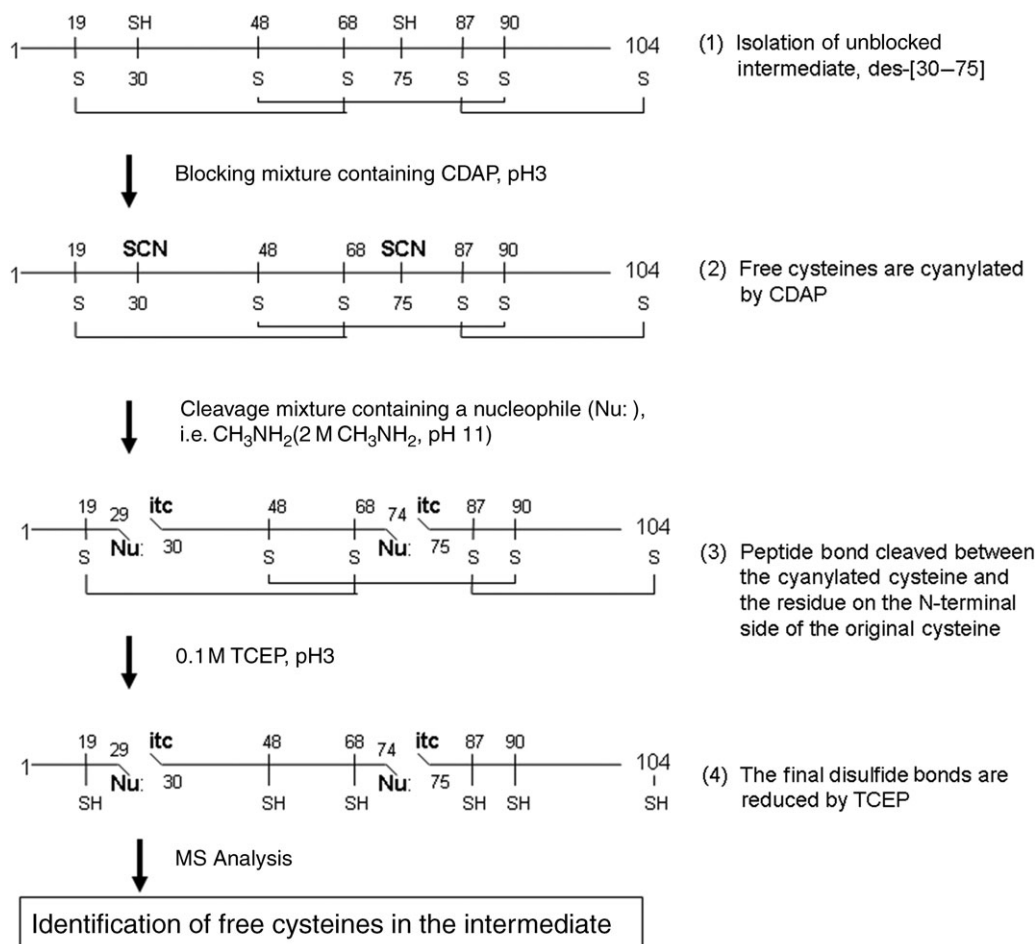 19 SH 48 68 SH 87 90
1 104
S 30 S S 75 S S S
(1) Isolation of unblocked
intermediate, des-[30–75]
Blocking mixture containing CDAP, pH3
19 SCN 48 68 SCN 87 90
1 104
S 30 S S 75 S S S
(2) Free cysteines are cyanylated
by CDAP
Cleavage mixture containing a nucleophile (Nu: ),
i.e. CH₃NH₂(2 M CH₃NH₂, pH 11)
19 29 itc 48 68 74 itc 87 90
1 104
S Nu: 30 S S Nu: 75 S S S
(3) Peptide bond cleaved between
the cyanylated cysteine and
the residue on the N-terminal
side of the original cysteine
0.1M TCEP, pH3
19 29 itc 48 68 74 itc 87 90
1 104
SH Nu: 30 SH SH Nu: 75 SH SH SH
(4) The final disulfide bonds are
reduced by TCEP
MS Analysis
Identification of free cysteines in the intermediate